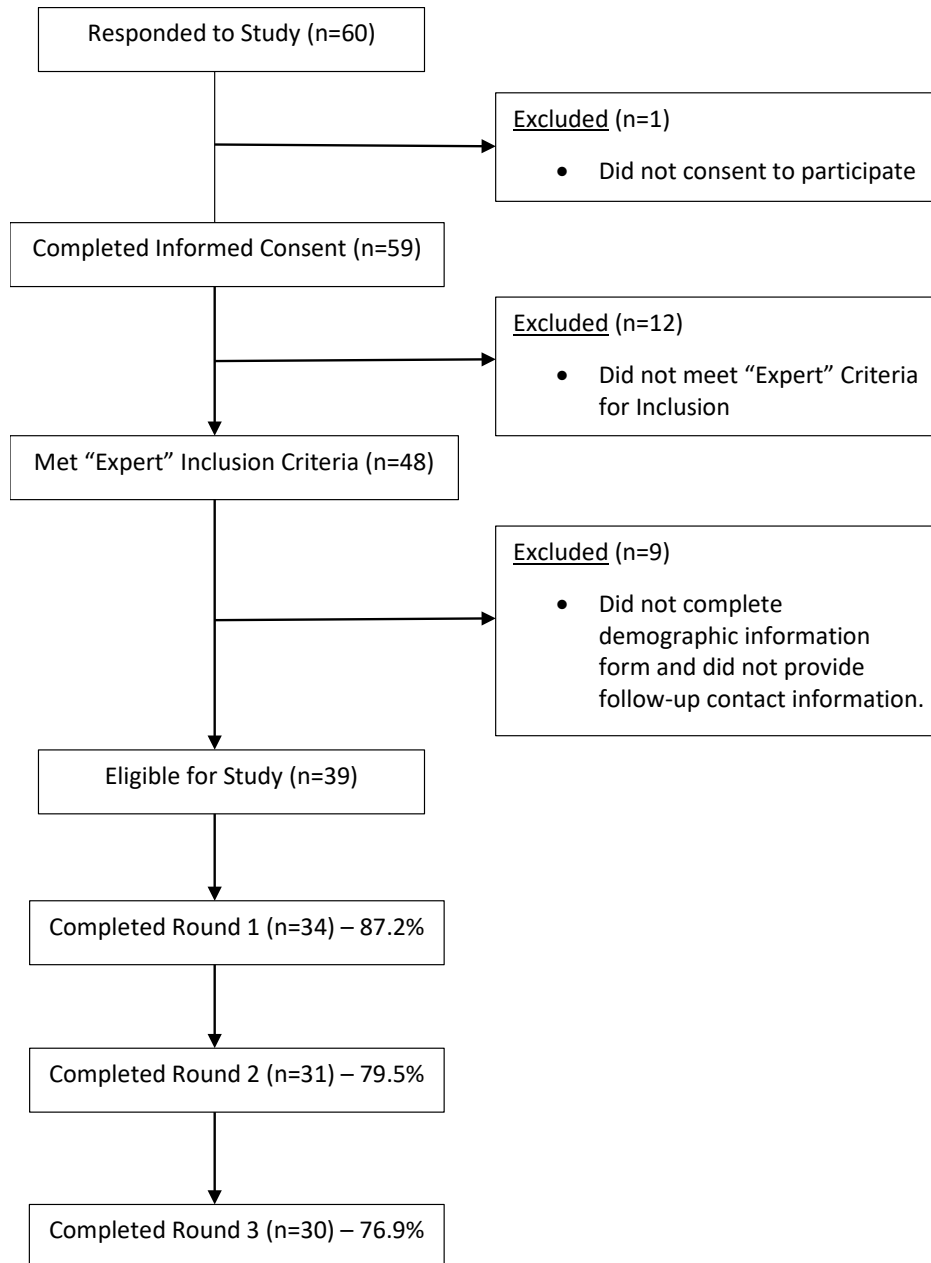 Responded to Study (n=60)
Excluded (n=1)
• Did not consent to participate
Completed Informed Consent (n=59)
Excluded (n=12)
• Did not meet “Expert” Criteria
for Inclusion
Met “Expert” Inclusion Criteria (n=48)
Excluded (n=9)
• Did not complete
demographic information
form and did not provide
follow-up contact information.
Eligible for Study (n=39)
Completed Round 1 (n=34) – 87.2%
Completed Round 2 (n=31) – 79.5%
Completed Round 3 (n=30) – 76.9%